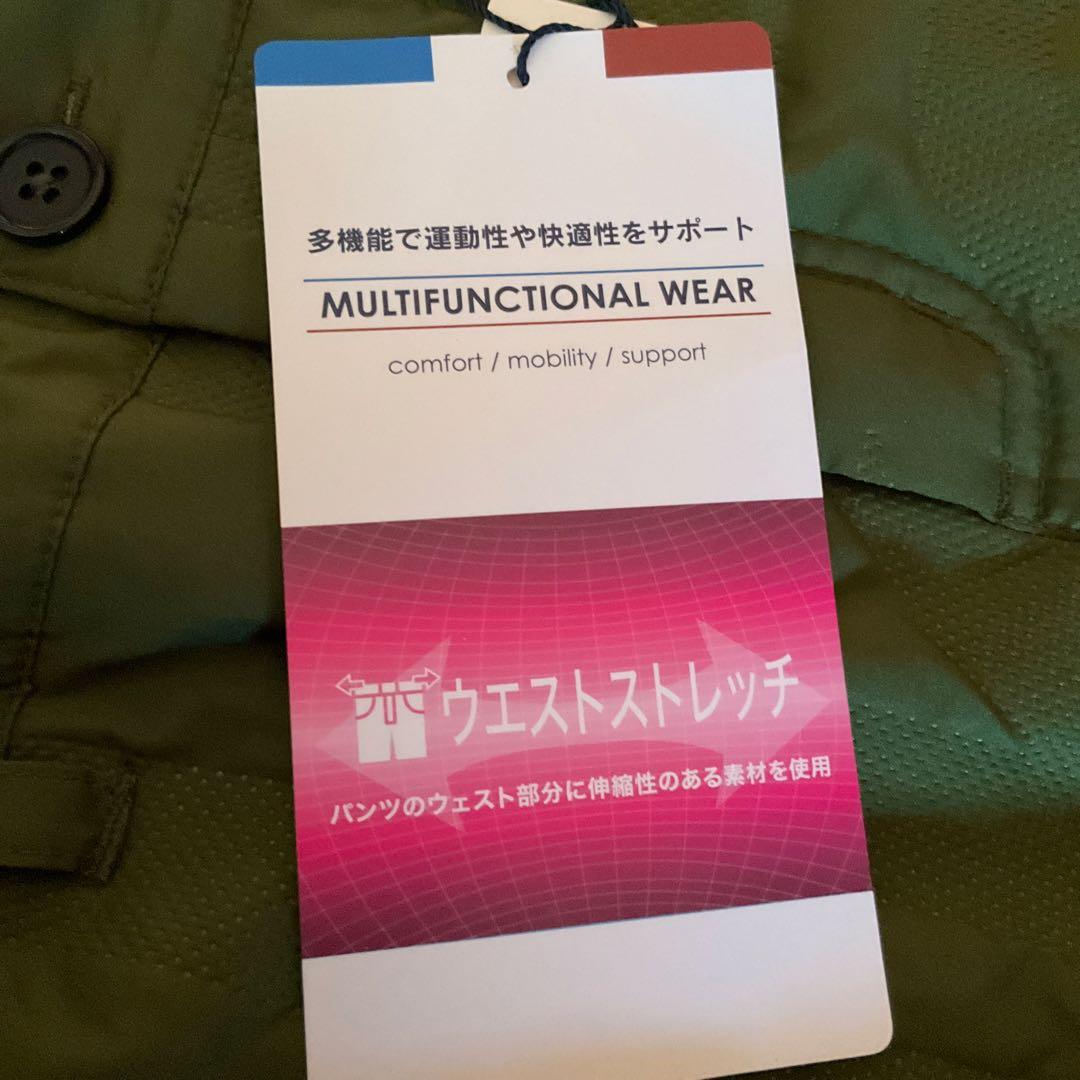 多機能で運動性や快適性をサポート
MULTIFUNCTIONAL WEAR
comfort / mobility / support
ウエストストレッチ
パンツのウェスト部分に伸縮性のある素材を使用